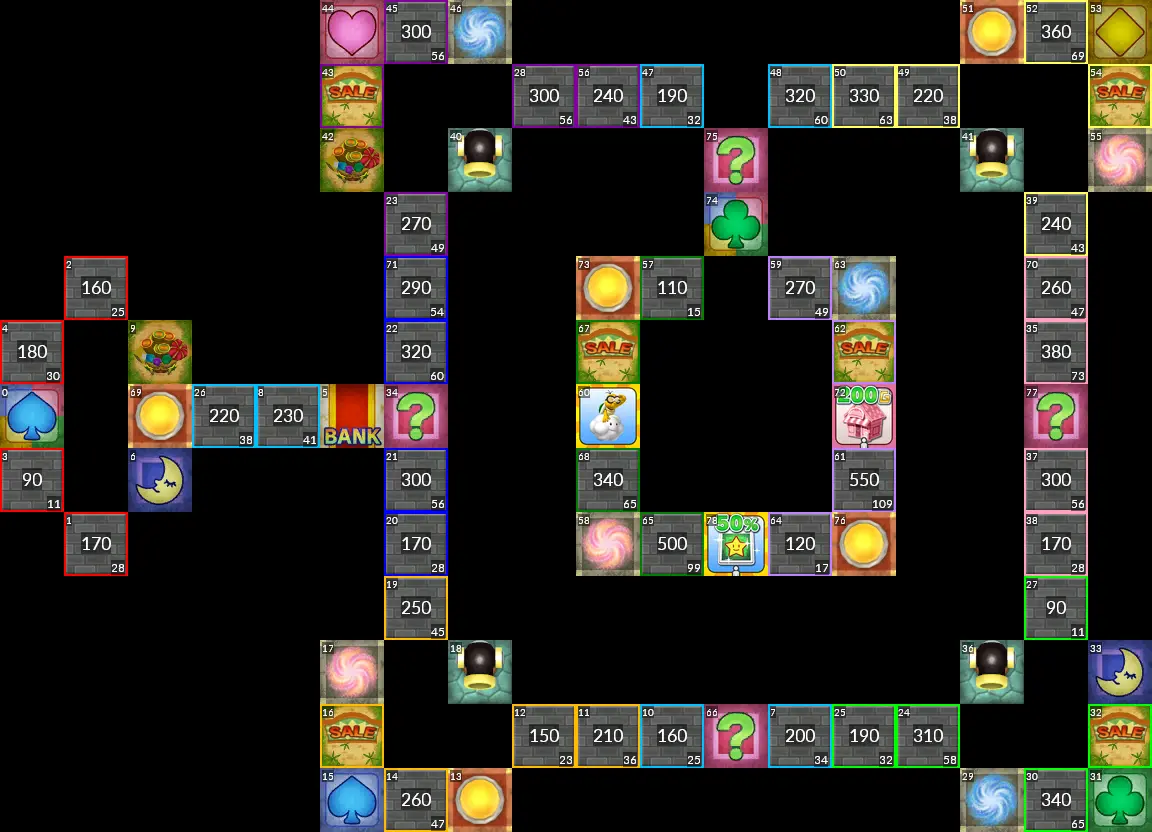 44 45 300 56 46 51 52 360 69 53
43 SALE 28 300 56 56 240 43 47 190 32 48 320 60 50 330 63 49 220 38 54 SALE
42 40 75 ? 41 55
23 270 49 74 39 240 43
2 160 25 71 290 54 73 57 110 15 59 270 49 63 70 260 47
4 180 30 9 22 320 60 67 SALE 62 SALE 35 380 73
0 69 26 220 38 8 230 41 5 BANK 34 ? 60 72 200G 77 ?
3 90 11 6 21 300 56 68 340 65 61 550 109 37 300 56
1 170 28 20 170 28 58 65 500 99 78 50% 64 120 17 76 38 170 28
19 250 45 27 90 11
17 18 36 33
16 SALE 12 150 23 11 210 36 10 160 25 66 ? 7 200 34 25 190 32 24 310 58 32 SALE
15 14 260 47 13 29 30 340 65 31